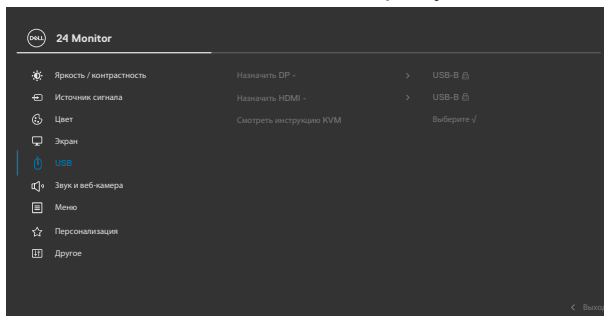 DELL 24 Monitor
Яркость / контрастность
Назначить DP - > USB-B
Источник сигнала
Назначить HDMI - > USB-B
Цвет
Смотреть инструкцию KVM Выберите √
Экран
USB
Звук и веб-камера
Меню
Персонализация
Другое
< Выход